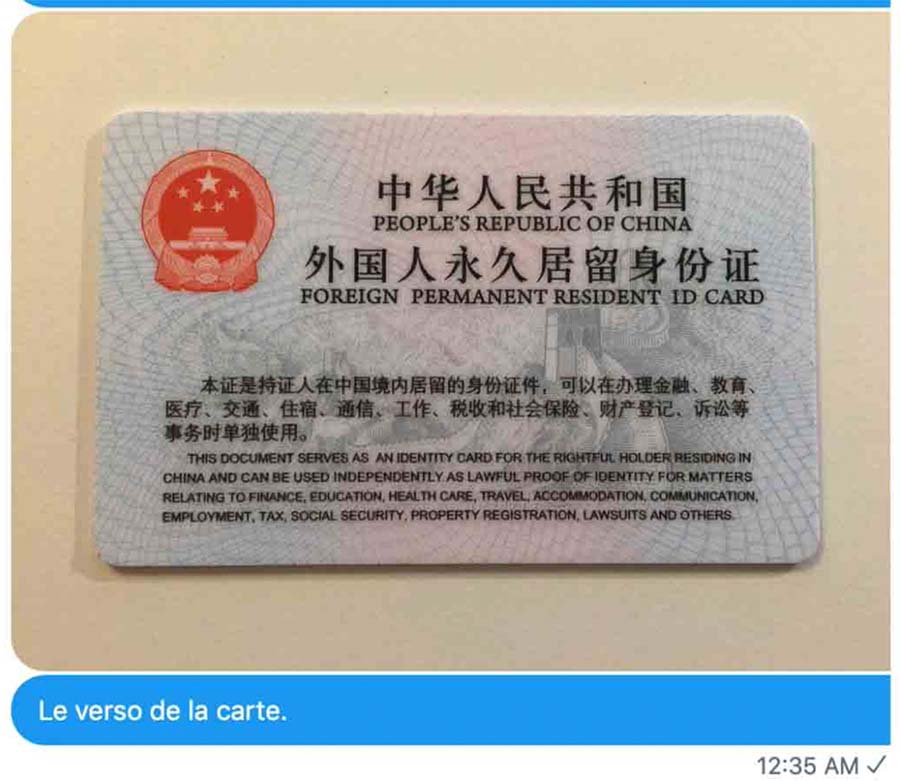 中华人民共和国
PEOPLE'S REPUBLIC OF CHINA
外国人永久居留身份证
FOREIGN PERMANENT RESIDENT ID CARD
本证是持证人在中国境内居留的身份证件，可以在办理金融、教育、
医疗、交通、住宿、通信、工作、税收和社会保险、财产登记、诉讼等
事务时单独使用。
THIS DOCUMENT SERVES AS AN IDENTITY CARD FOR THE RIGHTFUL HOLDER RESIDING IN
CHINA AND CAN BE USED INDEPENDENTLY AS LAWFUL PROOF OF IDENTITY FOR MATTERS
RELATING TO FINANCE, EDUCATION, HEALTH CARE, TRAVEL, ACCOMMODATION, COMMUNICATION,
EMPLOYMENT, TAX, SOCIAL SECURITY, PROPERTY REGISTRATION, LAWSUITS AND OTHERS.
Le verso de la carte.
12:35 AM